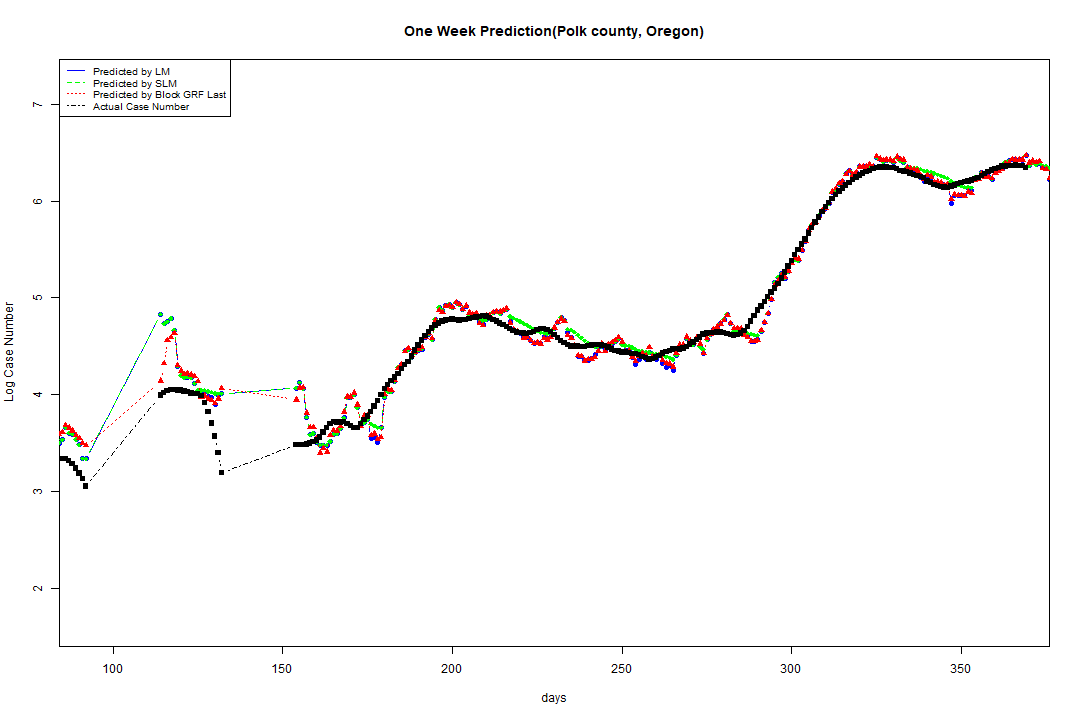 One Week Prediction(Polk county, Oregon)
Predicted by LM
Predicted by SLM
Predicted by Block GRF Last
Actual Case Number
7
6
5
4
3
2
Log Case Number
100 150 200 250 300 350
days